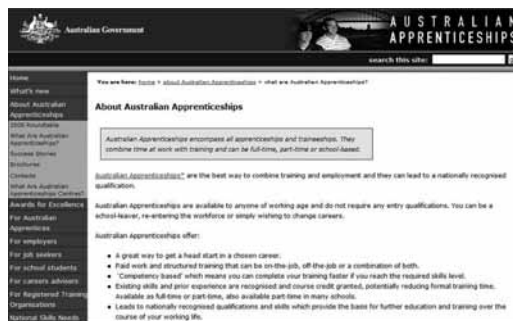 Australian Government
AUSTRALIAN
APPRENTICESHIPS
search this site:
Home
What's new
About Australian
Apprenticeships
2006 Roundtable
What Are Australian
Apprenticeships?
Success Stories
Brochures
Contacts
What Are Australian
Apprenticeships Centres?
Awards for Excellence
For Australian
Apprentices
For employers
For job seekers
For school students
For careers advisers
For Registered Training
Organisations
National Skills Needs
You are here: home > about Australian Apprenticeships > what are Australian Apprenticeships?
About Australian Apprenticeships
Australian Apprenticeships encompass all apprenticeships and traineeships. They
combine time at work with training and can be full-time, part-time or school-based.
Australian Apprenticeships* are the best way to combine training and employment and they can lead to a nationally recognised
qualification.
Australian Apprenticeships are available to anyone of working age and do not require any entry qualifications. You can be a
school-leaver, re-entering the workforce or simply wishing to change careers.
Australian Apprenticeships offer:
• A great way to get a head start in a chosen career.
• Paid work and structured training that can be on-the-job, off-the-job or a combination of both.
• 'Competency based' which means you can complete your training faster if you reach the required skills level.
• Existing skills and prior experience are recognised and course credit granted, potentially reducing formal training time.
Available as full-time or part-time, also available part-time in many schools.
• Leads to nationally recognised qualifications and skills which provide the basis for further education and training over the
course of your working life.